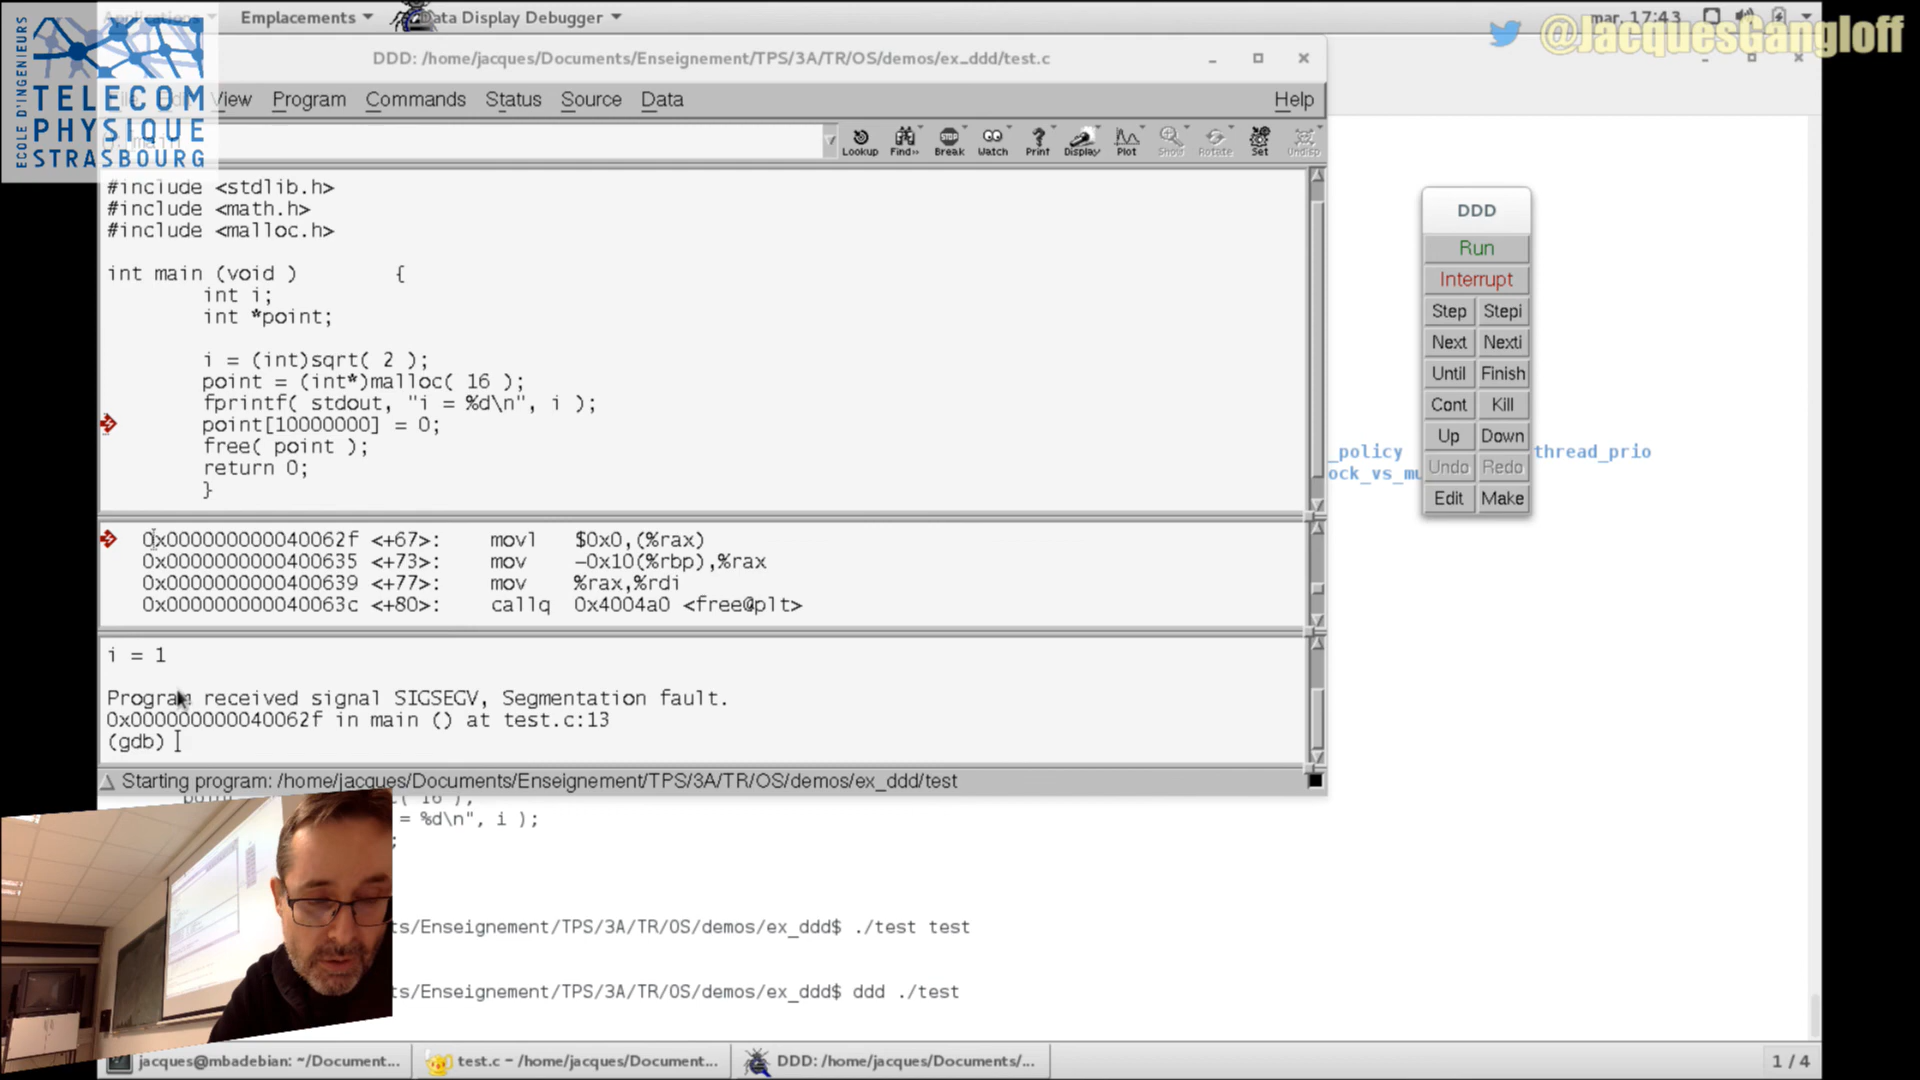 Applications
Emplacements
Data Display Debugger
mar. 17:43
@JacquesGangloff
ECOLE D'INGENIEURS
TELECOM
PHYSIQUE
STRASBOURG
DDD: /home/jacques/Documents/Enseignement/TPS/3A/TR/OS/demos/ex_ddd/test.c
File Edit View Program Commands Status Source Data Help
main
Lookup Find» Break Watch Print Display Plot Show Rotate Set Undisp
#include <stdlib.h>
#include <math.h>
#include <malloc.h>
int main (void ) {
int i;
int *point;
i = (int)sqrt( 2 );
point = (int*)malloc( 16 );
fprintf( stdout, "i = %d\n", i );
point[10000000] = 0;
free( point );
return 0;
}
0x000000000040062f <+67>: movl $0x0,(%rax)
0x0000000000400635 <+73>: mov -0x10(%rbp),%rax
0x0000000000400639 <+77>: mov %rax,%rdi
0x000000000040063c <+80>: callq 0x4004a0 <free@plt>
i = 1
Program received signal SIGSEGV, Segmentation fault.
0x000000000040062f in main () at test.c:13
(gdb)
Starting program: /home/jacques/Documents/Enseignement/TPS/3A/TR/OS/demos/ex_ddd/test
DDD
Run
Interrupt
Step Stepi
Next Nexti
Until Finish
Cont Kill
Up Down
Undo Redo
Edit Make
_policy thread_prio
ock_vs_mu
( 16 );
= %d\n", i );
;
ts/Enseignement/TPS/3A/TR/OS/demos/ex_ddd$ ./test test
ts/Enseignement/TPS/3A/TR/OS/demos/ex_ddd$ ddd ./test
jacques@mbadebian: ~/Document...
test.c - /home/jacques/Document...
DDD: /home/jacques/Documents/...
1 / 4